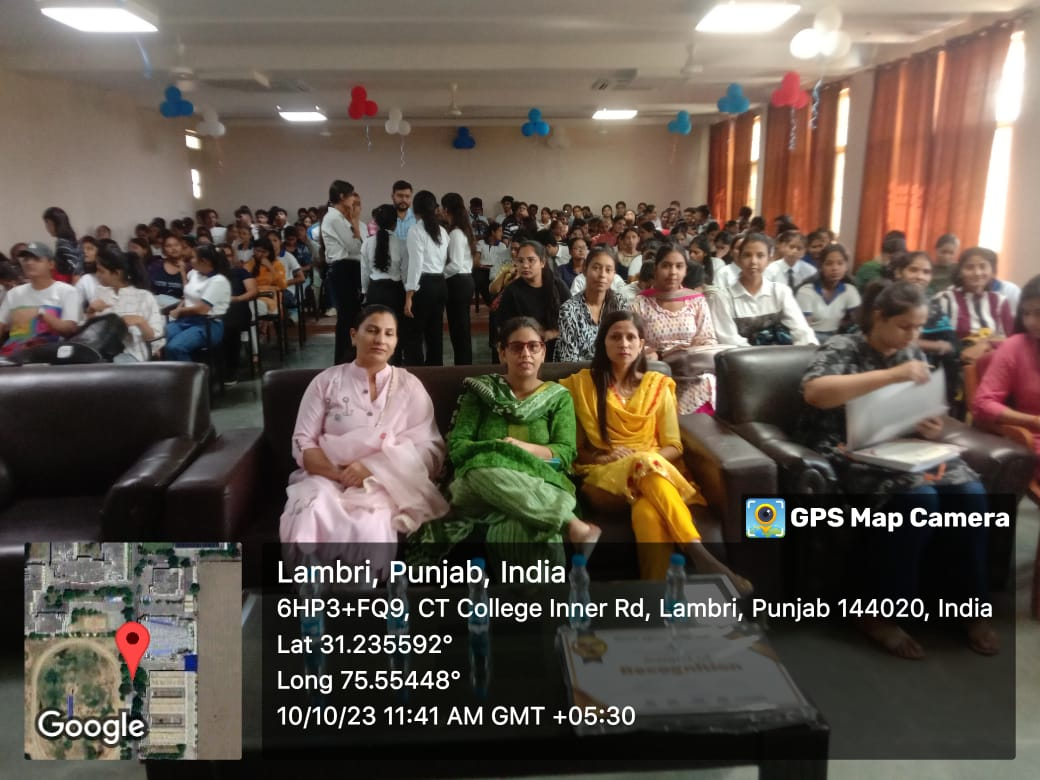 GPS Map Camera
Lambri, Punjab, India
6HP3+FQ9, CT College Inner Rd, Lambri, Punjab 144020, India
Lat 31.235592°
Long 75.55448°
10/10/23 11:41 AM GMT +05:30
Google
Recognition